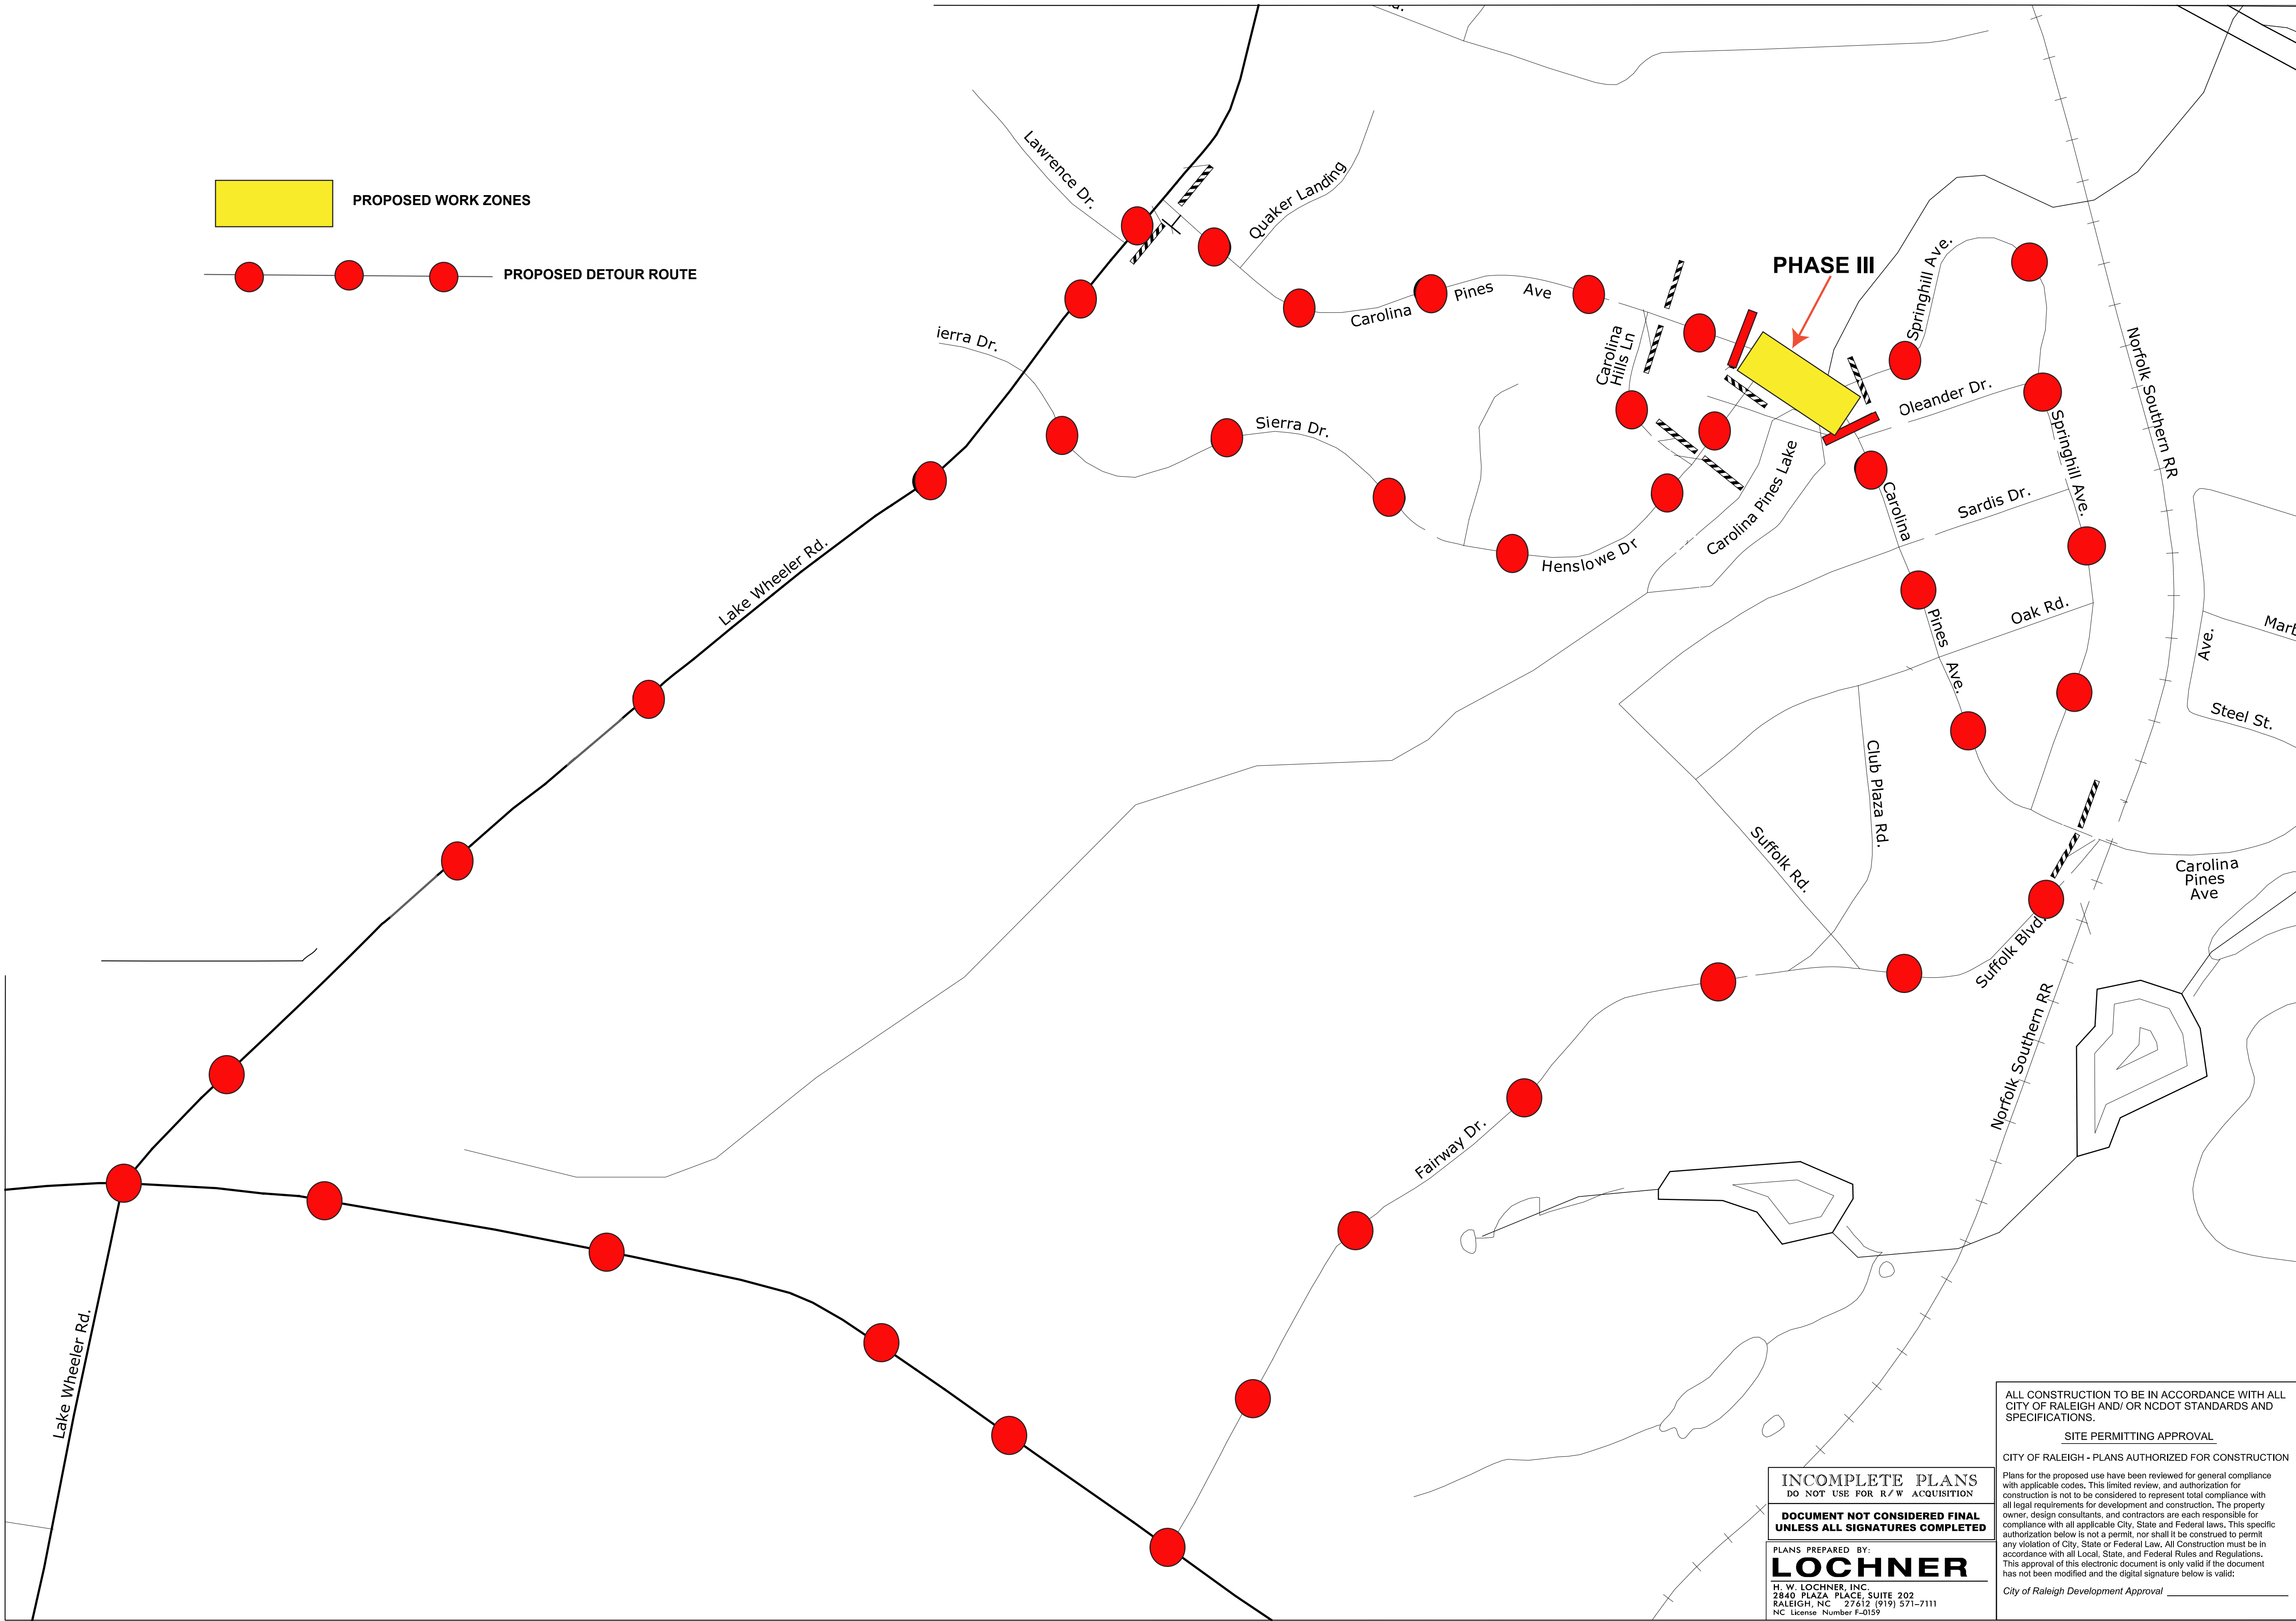 PROPOSED WORK ZONES
PROPOSED DETOUR ROUTE
Lawrence Dr.
Quaker Landing
ierra Dr.
Carolina Pines Ave
Sierra Dr.
Henslowe Dr
Lake Wheeler Rd.
Carolina
Hills Ln
PHASE III
Springhill Ave.
Oleander Dr.
Carolina Pines Lake
Sardis Dr.
Springhill Ave.
Norfolk Southern RR
Carolina Pines Ave.
Oak Rd.
Ave.
Steel St.
Club Plaza Rd.
Suffolk Rd.
Carolina
Pines
Ave
Suffolk Blvd.
Norfolk Southern RR
Fairway Dr.
Lake Wheeler Rd.
INCOMPLETE PLANS
DO NOT USE FOR R/W ACQUISITION
DOCUMENT NOT CONSIDERED FINAL
UNLESS ALL SIGNATURES COMPLETED
PLANS PREPARED BY:
LOCHNER
H. W. LOCHNER, INC.
2840 PLAZA PLACE, SUITE 202
RALEIGH, NC 27612 (919) 571-7111
NC License Number F-0159
ALL CONSTRUCTION TO BE IN ACCORDANCE WITH ALL
CITY OF RALEIGH AND/ OR NCDOT STANDARDS AND
SPECIFICATIONS.
SITE PERMITTING APPROVAL
CITY OF RALEIGH - PLANS AUTHORIZED FOR CONSTRUCTION
Plans for the proposed use have been reviewed for general compliance
with applicable codes. This limited review, and authorization for
construction is not to be considered to represent total compliance with
all legal requirements for development and construction. The property
owner, design consultants, and contractors are each responsible for
compliance with all applicable City, State and Federal laws. This specific
authorization below is not a permit, nor shall it be construed to permit
any violation of City, State or Federal Law. All Construction must be in
accordance with all Local, State, and Federal Rules and Regulations.
This approval of this electronic document is only valid if the document
has not been modified and the digital signature below is valid:
City of Raleigh Development Approval